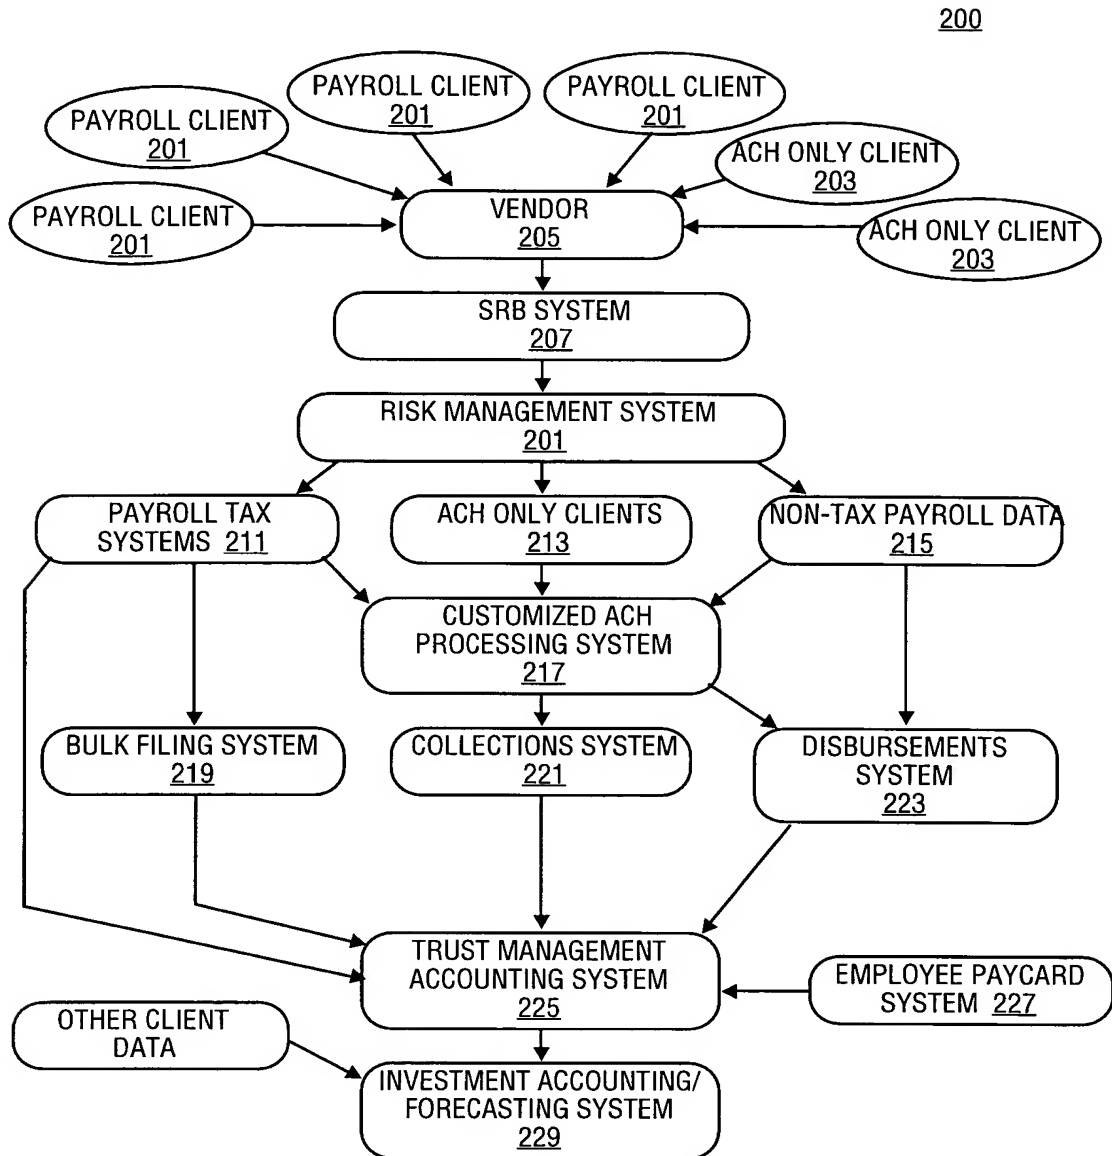 200
PAYROLL CLIENT
201
PAYROLL CLIENT
201
PAYROLL CLIENT
201
PAYROLL CLIENT
201
ACH ONLY CLIENT
203
ACH ONLY CLIENT
203
VENDOR
205
SRB SYSTEM
207
RISK MANAGEMENT SYSTEM
201
PAYROLL TAX
SYSTEMS 211
ACH ONLY CLIENTS
213
NON-TAX PAYROLL DATA
215
CUSTOMIZED ACH
PROCESSING SYSTEM
217
BULK FILING SYSTEM
219
COLLECTIONS SYSTEM
221
DISBURSEMENTS
SYSTEM
223
TRUST MANAGEMENT
ACCOUNTING SYSTEM
225
EMPLOYEE PAYCARD
SYSTEM 227
OTHER CLIENT
DATA
INVESTMENT ACCOUNTING/
FORECASTING SYSTEM
229